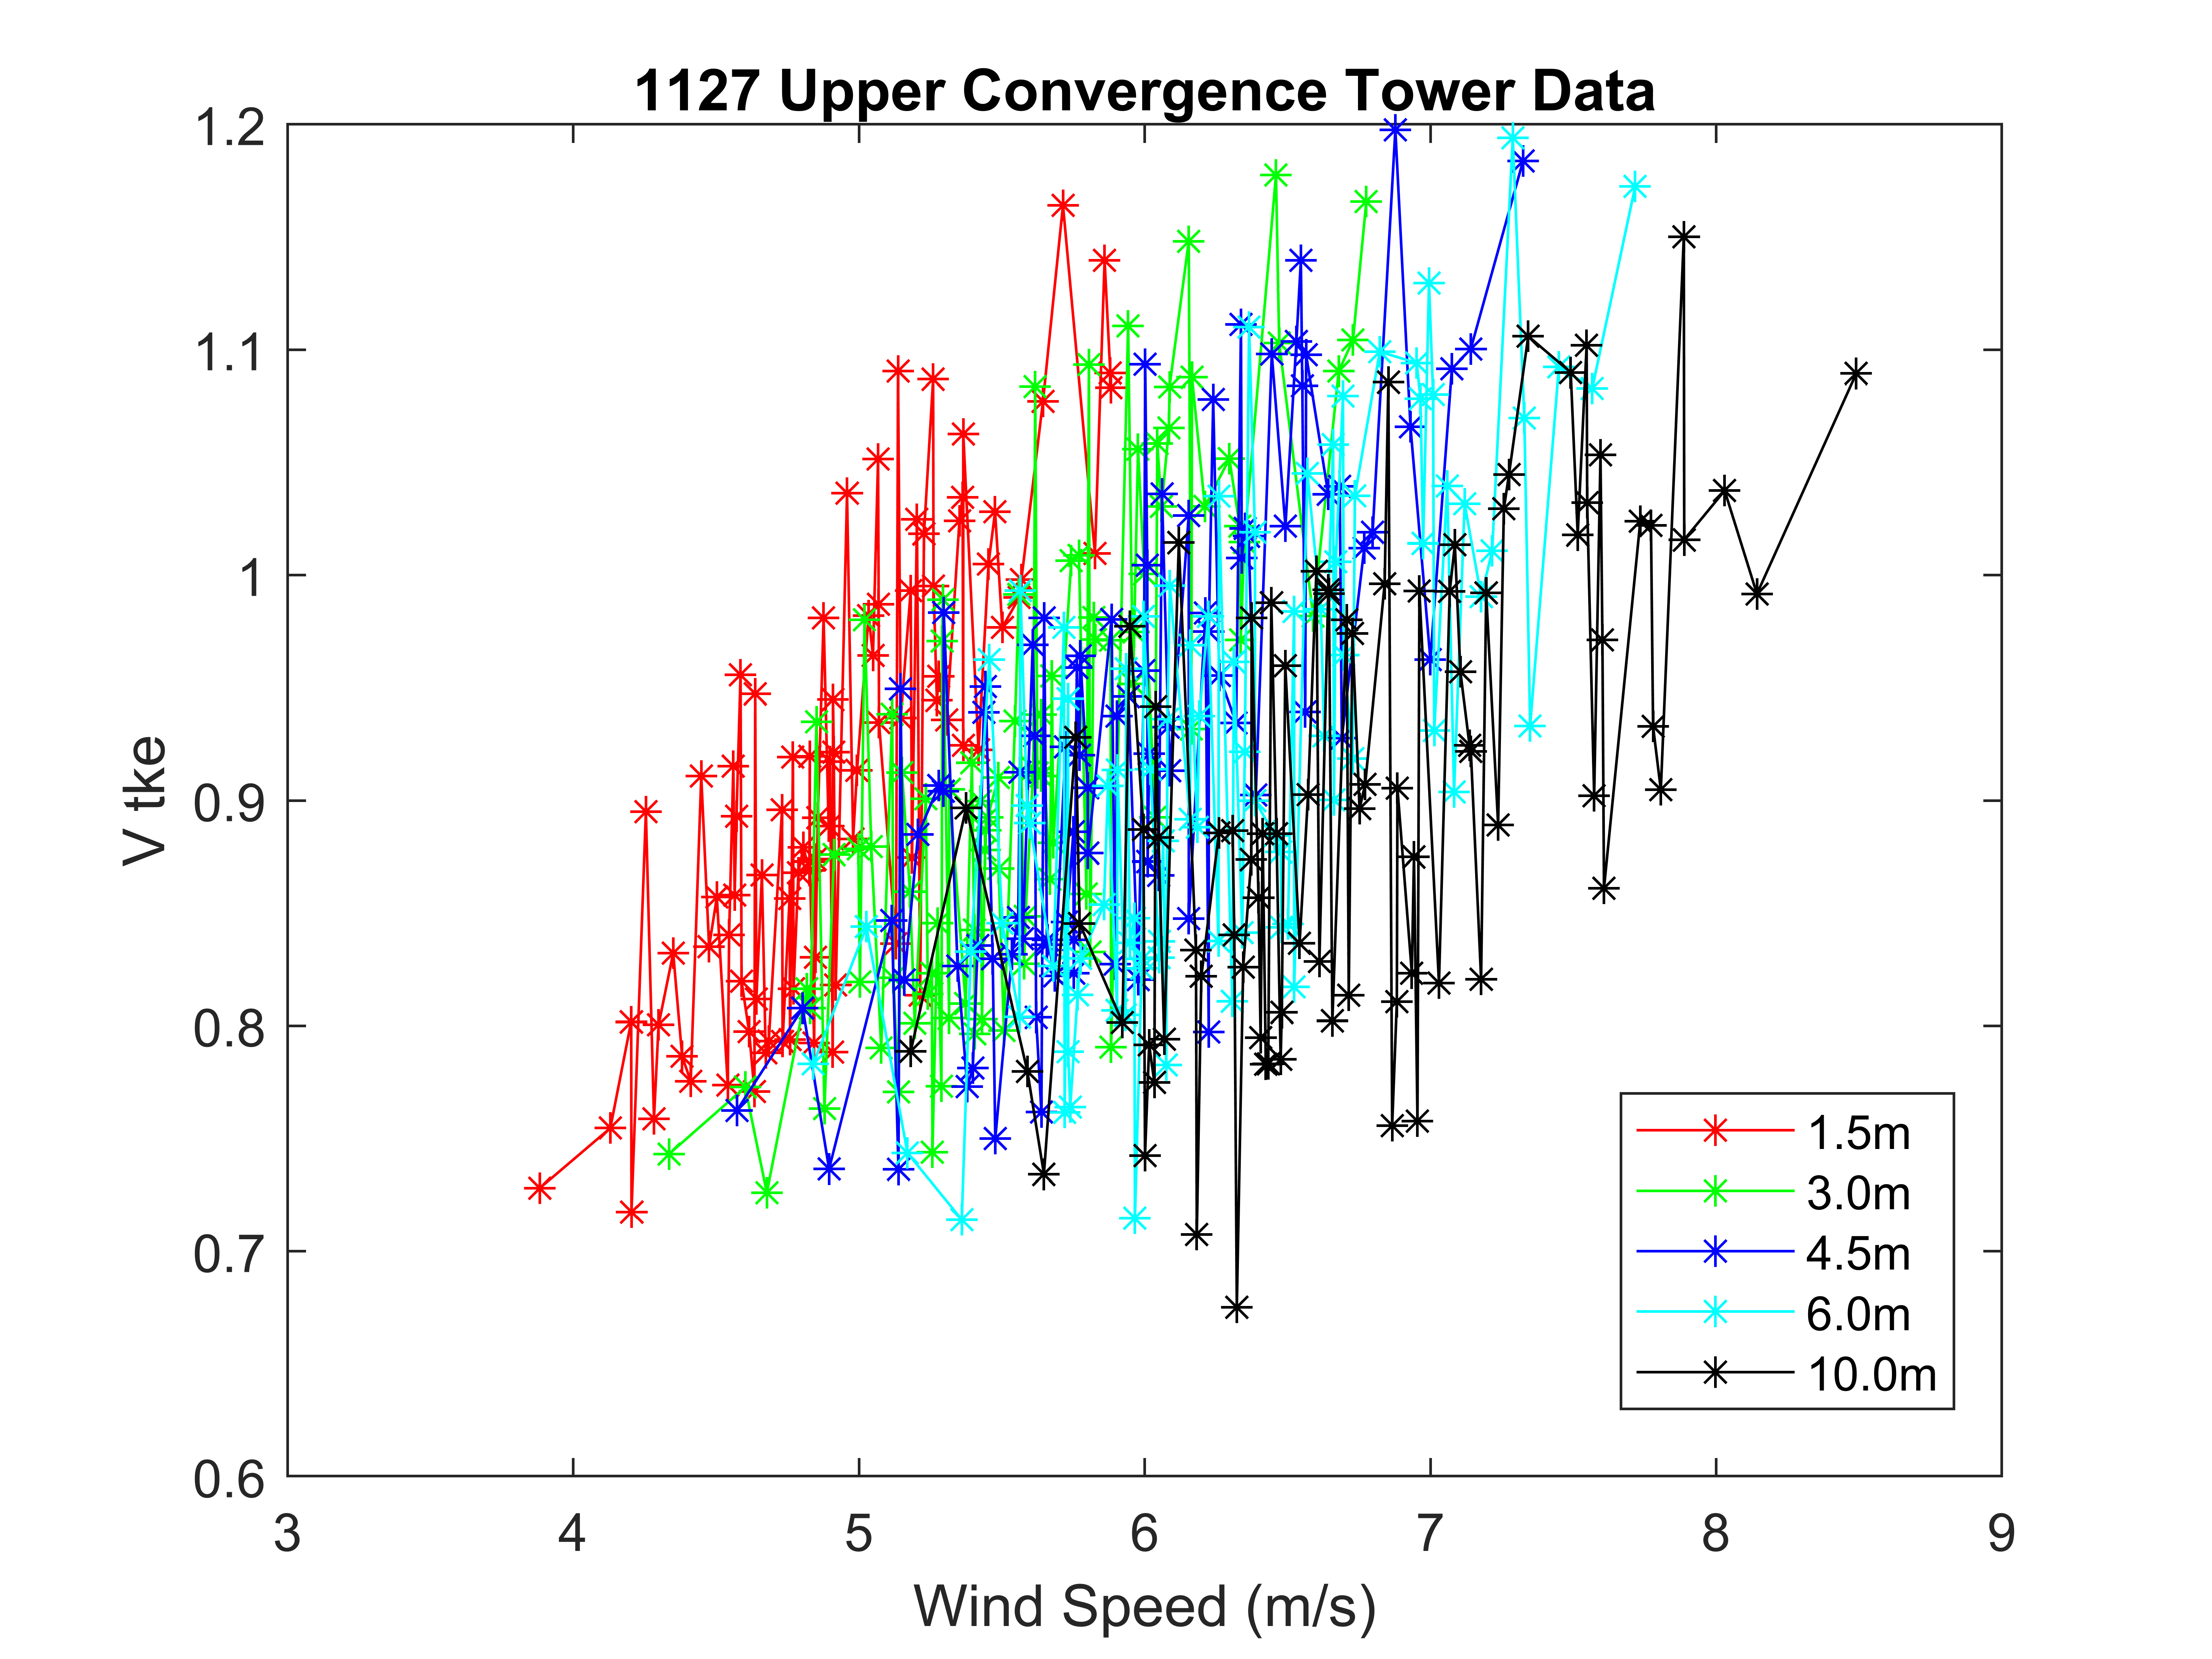 1127 Upper Convergence Tower Data
1.2
1.1
1
0.9
0.8
0.7
0.6
V tke
3 4 5 6 7 8 9
Wind Speed (m/s)
1.5m
3.0m
4.5m
6.0m
10.0m